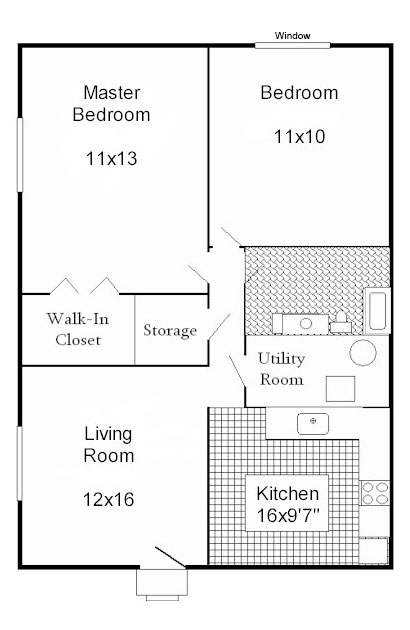 Window
Master
Bedroom
11x13
Bedroom
11x10
Walk-In
Closet
Storage
Utility
Room
Living
Room
12x16
Kitchen
16x9'7"